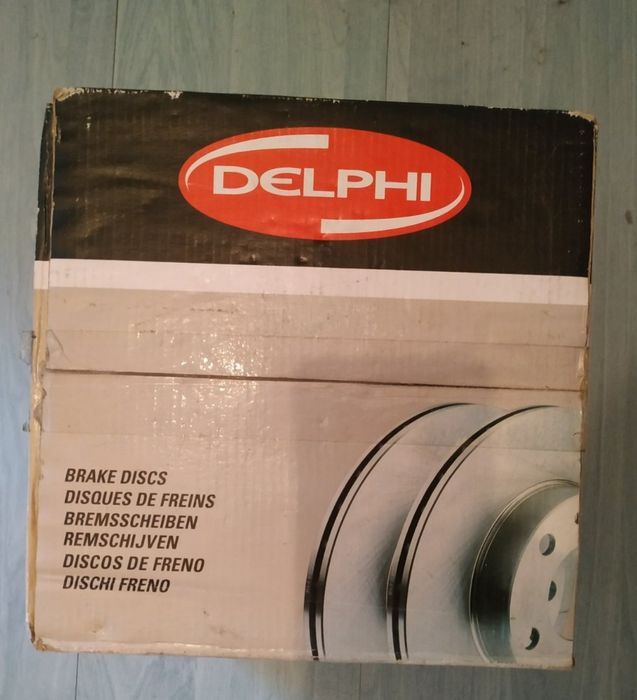 DELPHI
BRAKE DISCS
DISQUES DE FREINS
BREMSSCHEIBEN
REMSCHIJVEN
DISCOS DE FRENO
DISCHI FRENO